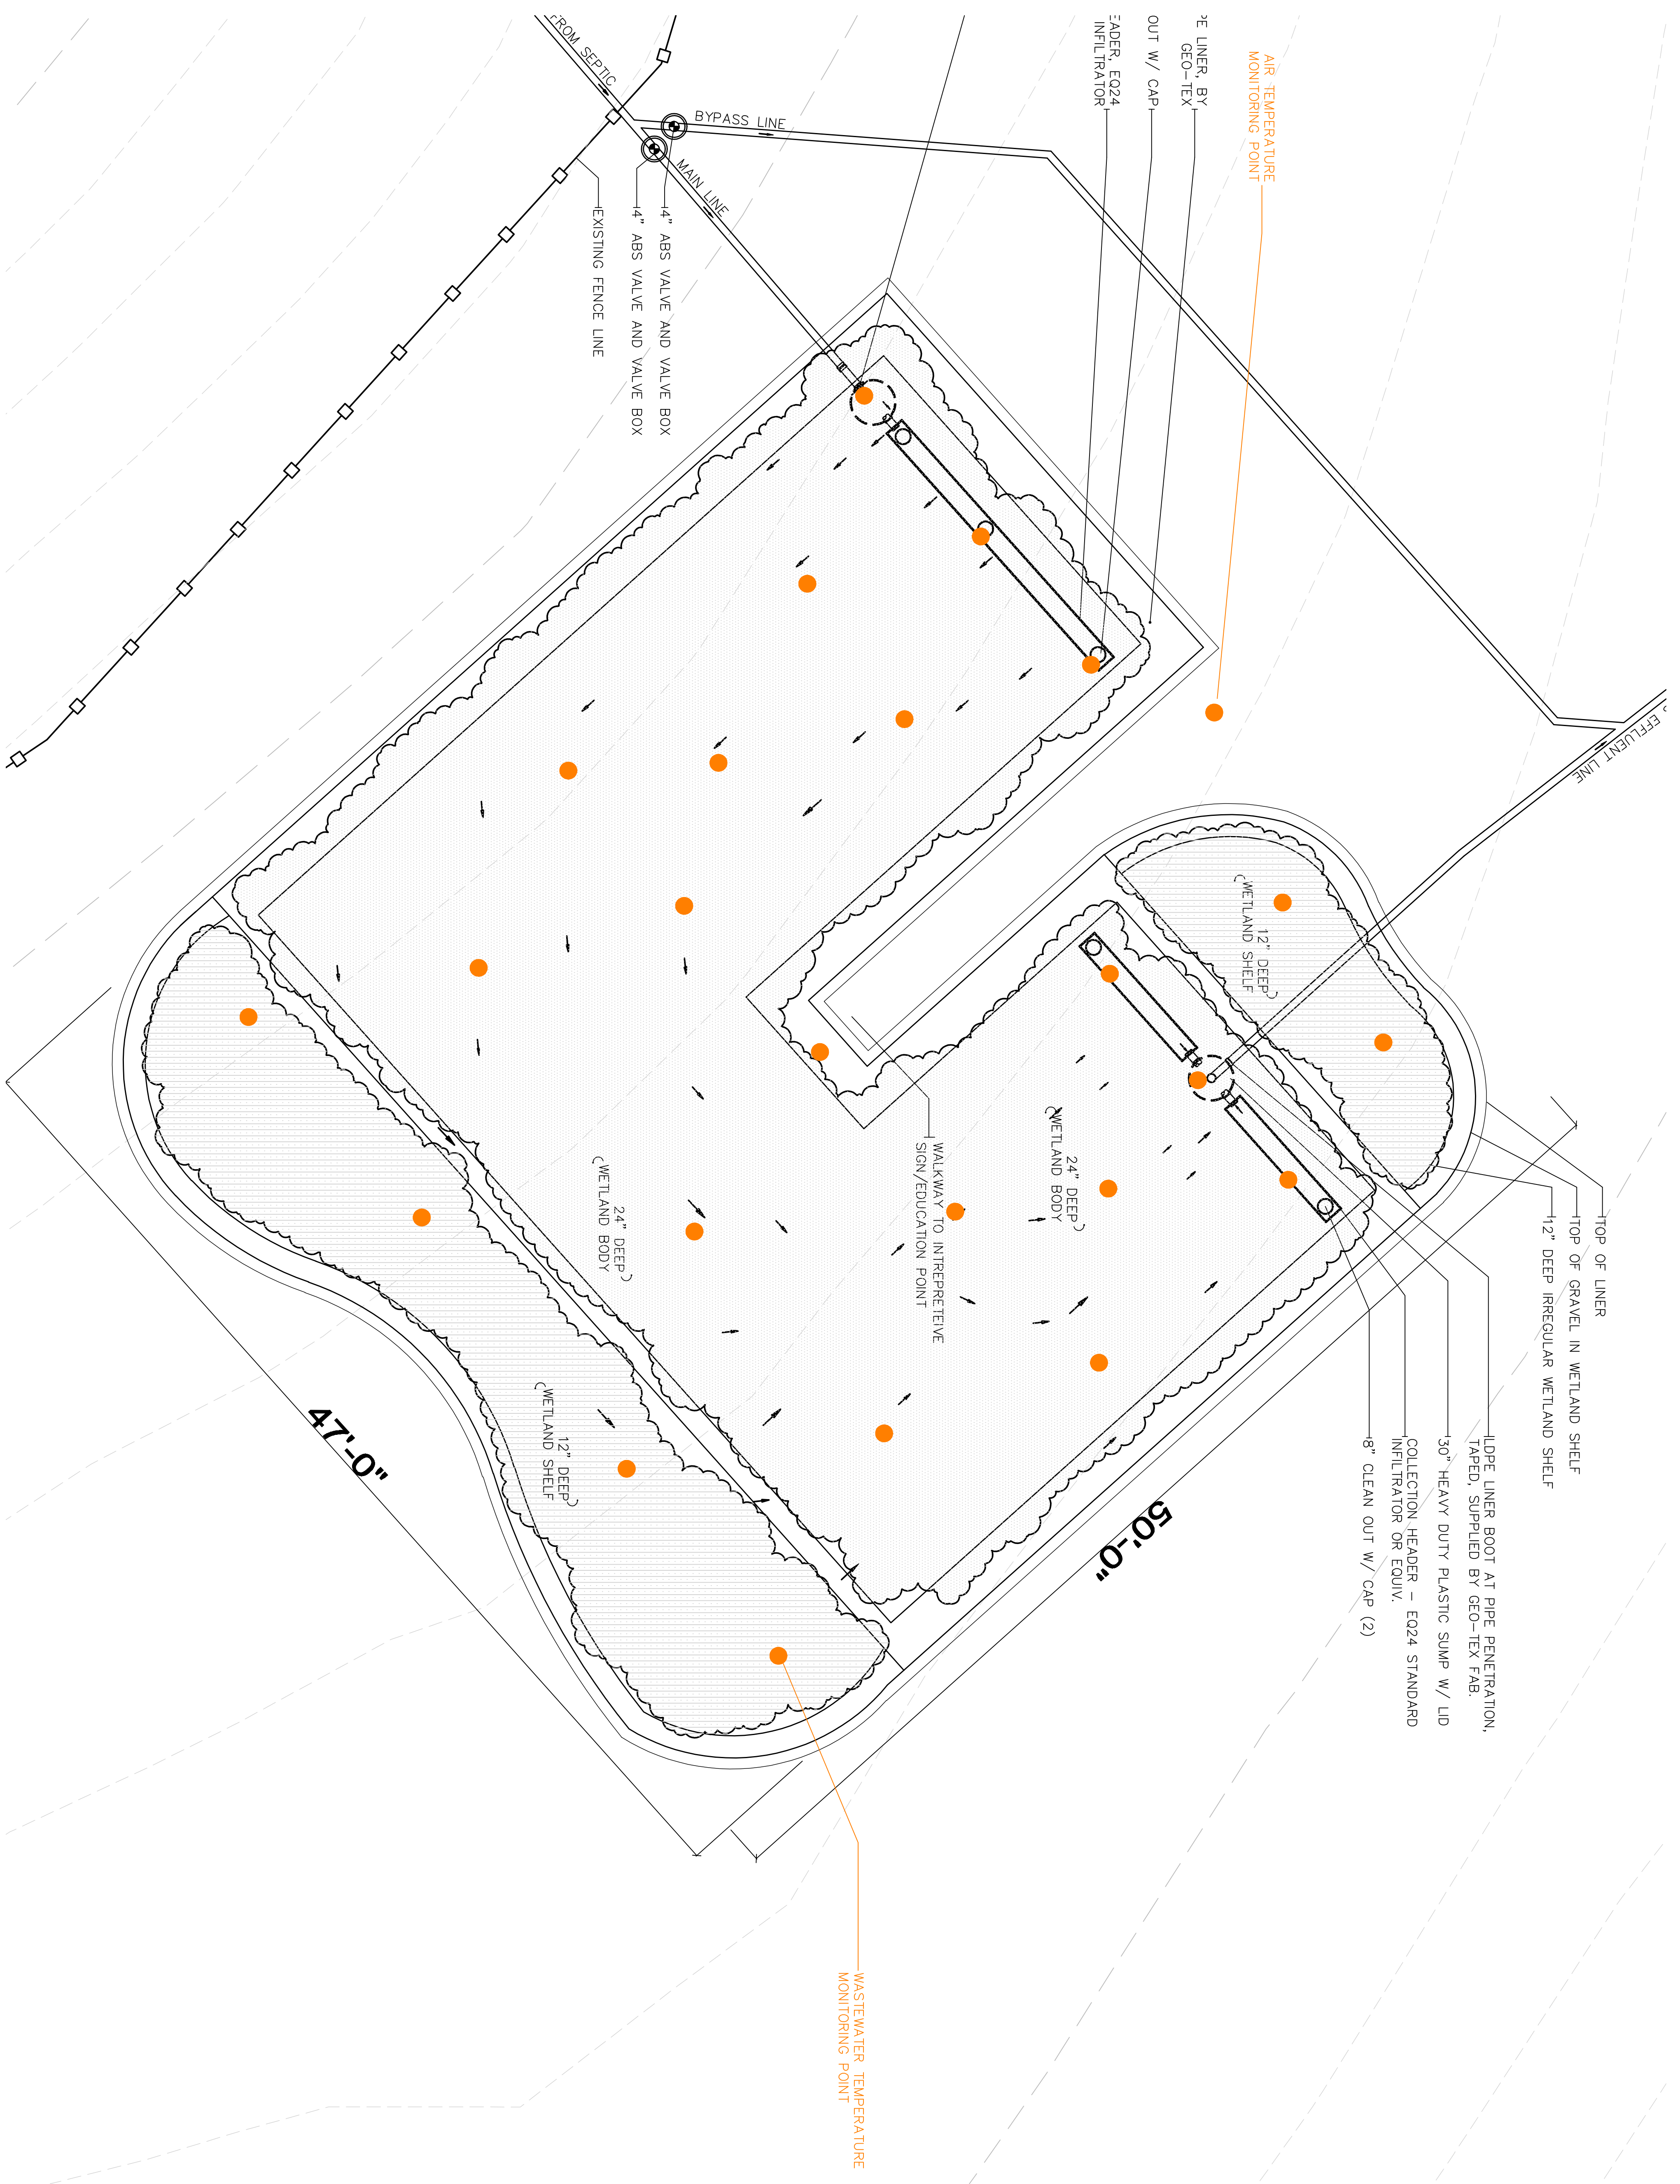 FROM SEPTIC
BYPASS LINE
MAIN LINE
4" ABS VALVE AND VALVE BOX
4" ABS VALVE AND VALVE BOX
EXISTING FENCE LINE
AIR TEMPERATURE
MONITORING POINT
PE LINER, BY
GEO-TEX
OUT W/ CAP
EADER, EQ24
INFILTRATOR
EFFLUENT LINE
12" DEEP
WETLAND SHELF
24" DEEP
WETLAND BODY
WALKWAY TO INTREPRETEIVE
SIGN/EDUCATION POINT
24" DEEP
WETLAND BODY
12" DEEP
WETLAND SHELF
TOP OF LINER
TOP OF GRAVEL IN WETLAND SHELF
12" DEEP IRREGULAR WETLAND SHELF
LDPE LINER BOOT AT PIPE PENETRATION,
TAPED, SUPPLIED BY GEO-TEX FAB.
30" HEAVY DUTY PLASTIC SUMP W/ LID
COLLECTION HEADER - EQ24 STANDARD
INFILTRATOR OR EQUIV.
8" CLEAN OUT W/ CAP (2)
47'-0"
50'-0"
WASTEWATER TEMPERATURE
MONITORING POINT